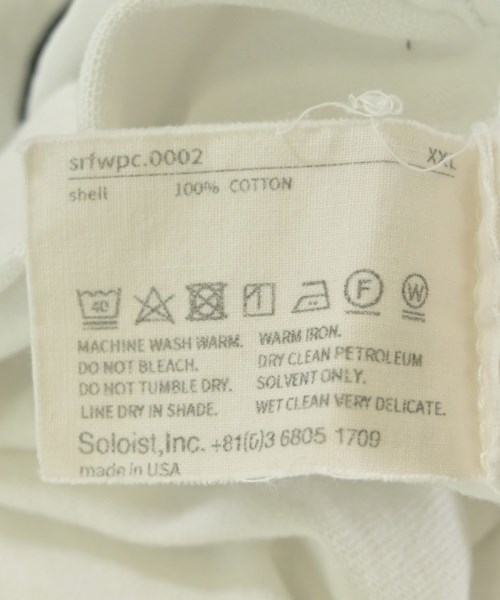 srfwpc.0002 XXL
shell 100% COTTON
40 F W
MACHINE WASH WARM. WARM IRON.
DO NOT BLEACH. DRY CLEAN PETROLEUM
DO NOT TUMBLE DRY. SOLVENT ONLY.
LINE DRY IN SHADE. WET CLEAN VERY DELICATE.
Soloist,Inc. +81(0)3 6805 1709
made in USA